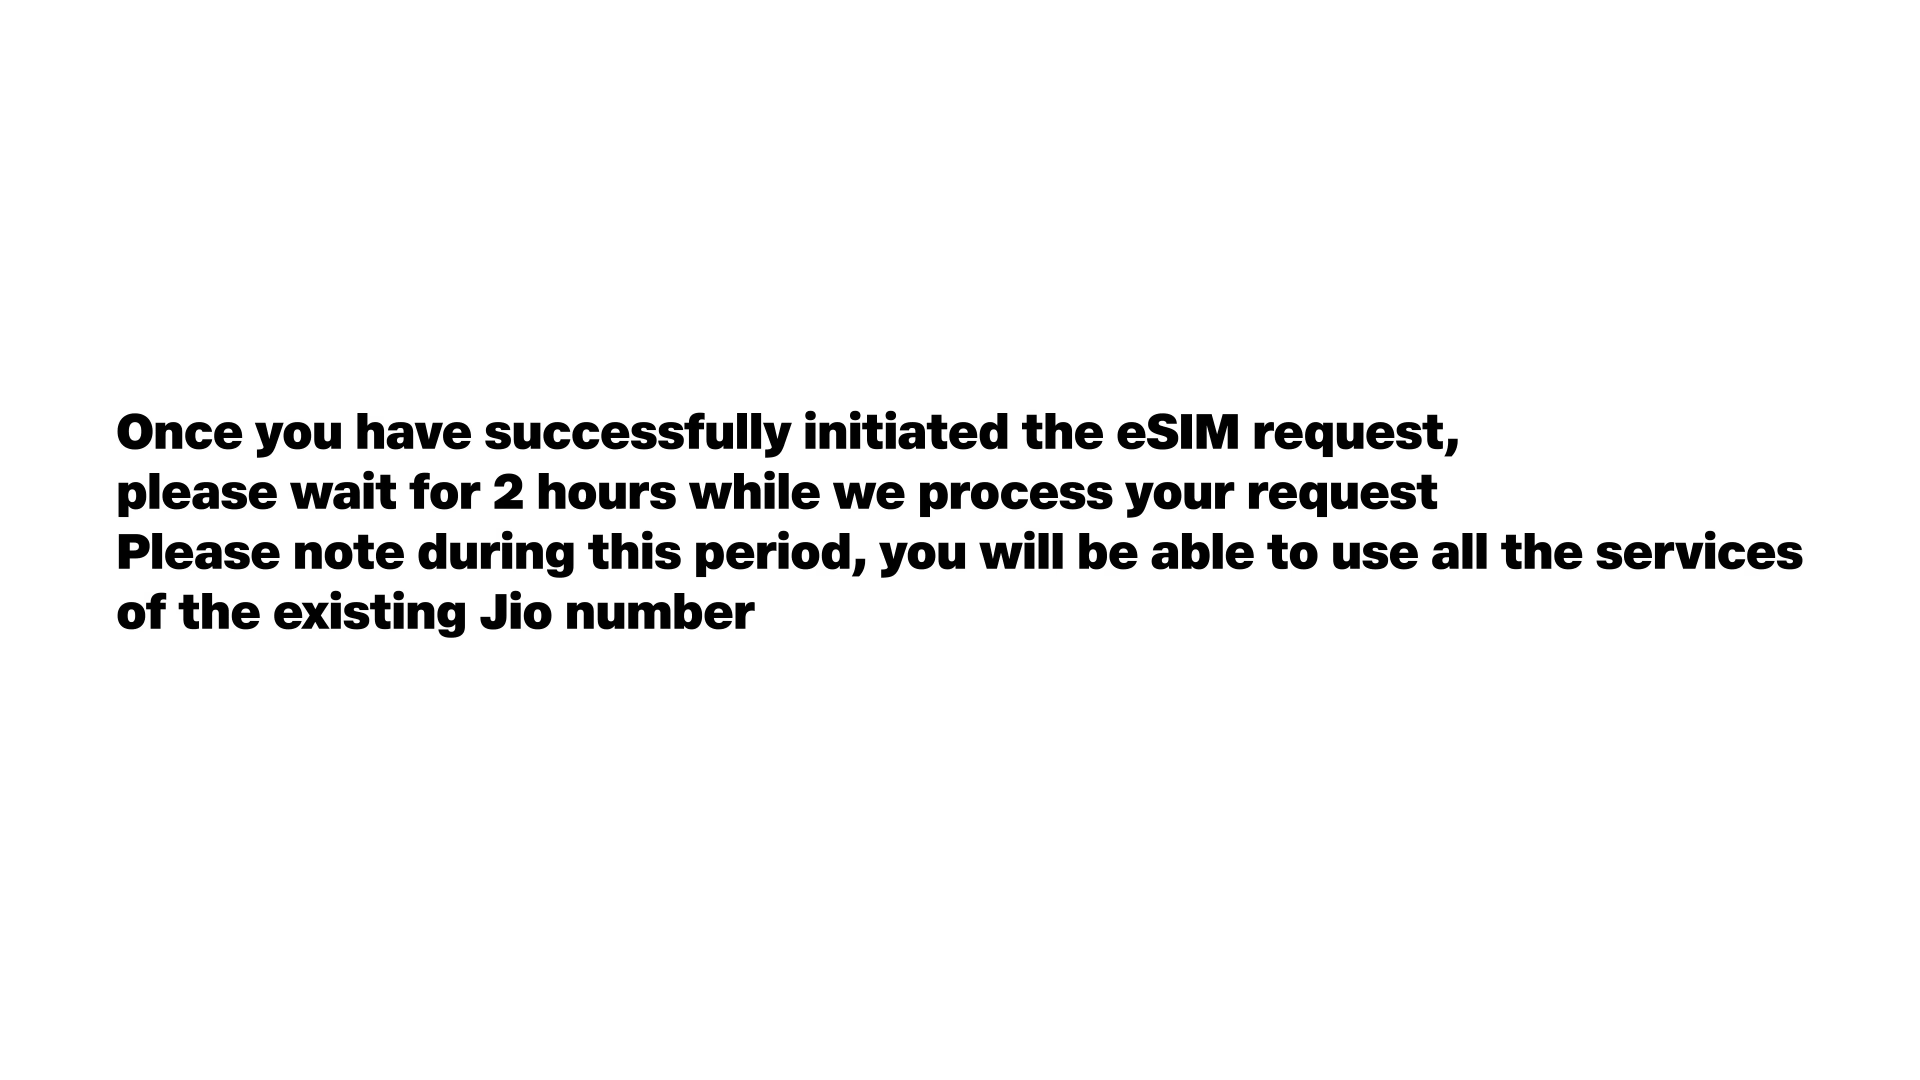 Once you have successfully initiated the eSIM request,
please wait for 2 hours while we process your request
Please note during this period, you will be able to use all the services
of the existing Jio number